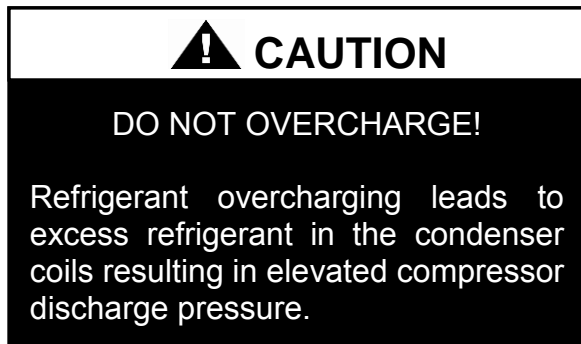 CAUTION
DO NOT OVERCHARGE!
Refrigerant overcharging leads to
excess refrigerant in the condenser
coils resulting in elevated compressor
discharge pressure.